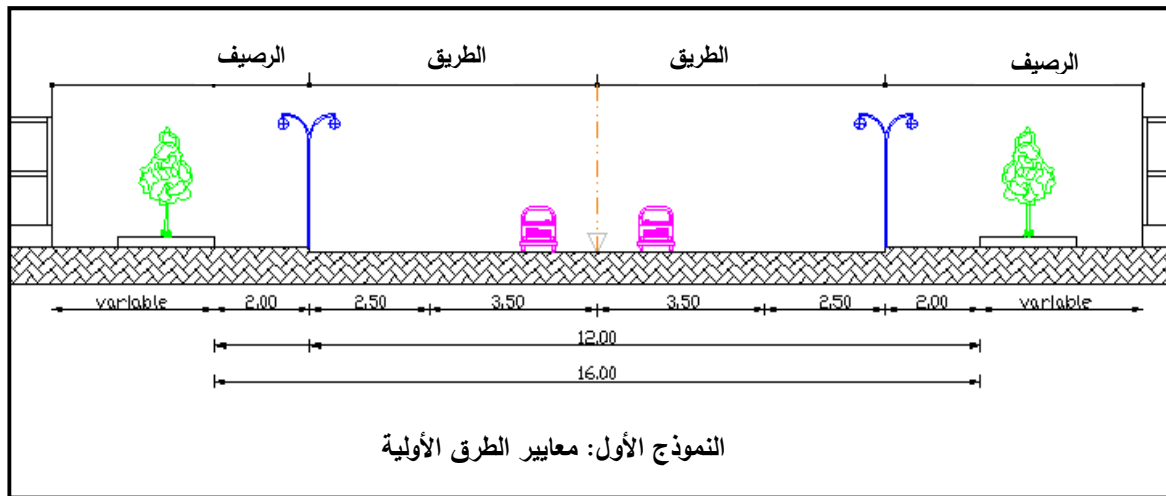 الرصيف الطريق الطريق الرصيف
variable 2.00 2.50 3.50 3.50 2.50 2.00 variable
12.00
16.00
النموذج الأول: معايير الطرق الأولية